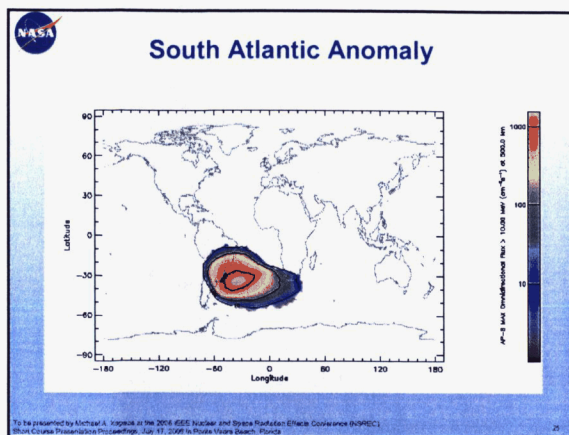 NASA
South Atlantic Anomaly
90
60
30
0
-30
-60
-90
-180
-120
-60
0
60
120
180
Latitude
Longitude
1000
100
10
AP-8 MAX Omnidirectional Flux > 10.00 MeV (cm⁻²s⁻¹) at 500.0 km
To be presented by Michael A. Xapsos at the 2006 IEEE Nuclear and Space Radiation Effects Conference (NSREC)
Short Course Presentation Proceedings, July 17, 2006 in Ponte Vedra Beach, Florida